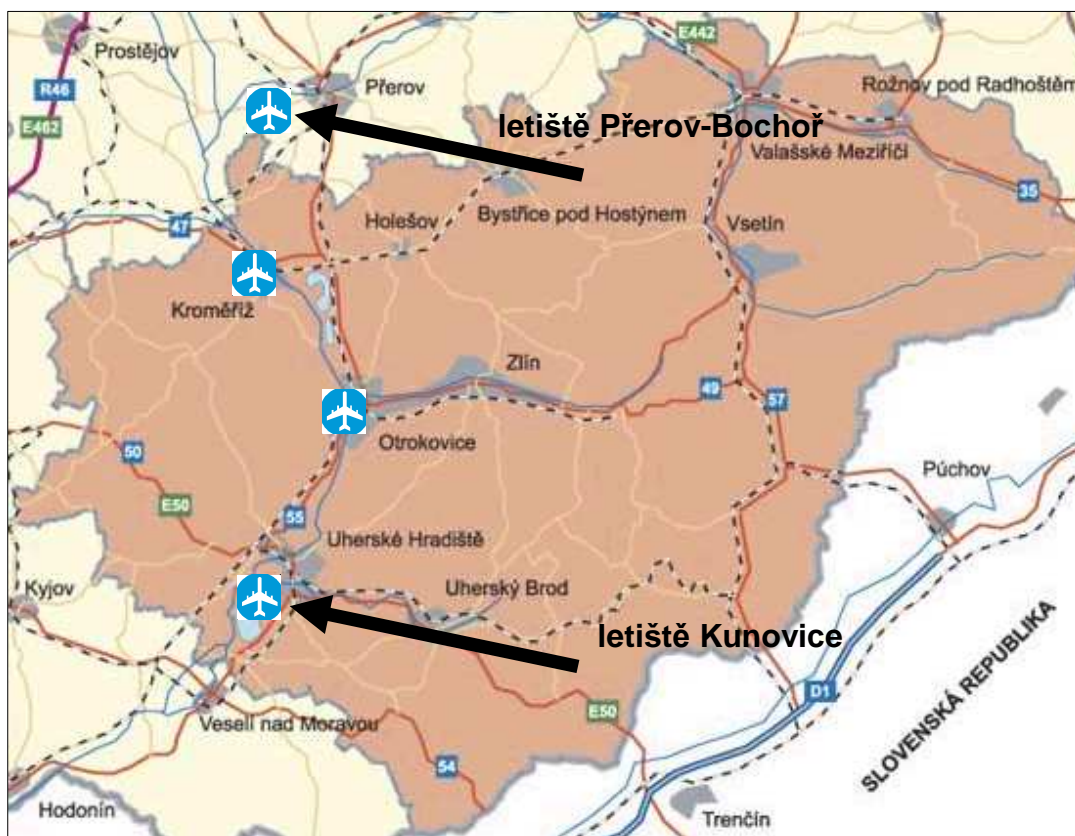 E442
Prostějov
Rožnov pod Radhoštěm
R46
Přerov
letiště Přerov-Bochoř
E462
Valašské Meziříčí
35
Bystřice pod Hostýnem
Holešov
47
Vsetín
Kroměříž
Zlín
49
57
Otrokovice
50
Púchov
E50
55
Uherské Hradiště
Kyjov
Uherský Brod
letiště Kunovice
SLOVENSKÁ REPUBLIKA
D1
E50
Veselí nad Moravou
54
Hodonín
Trenčín